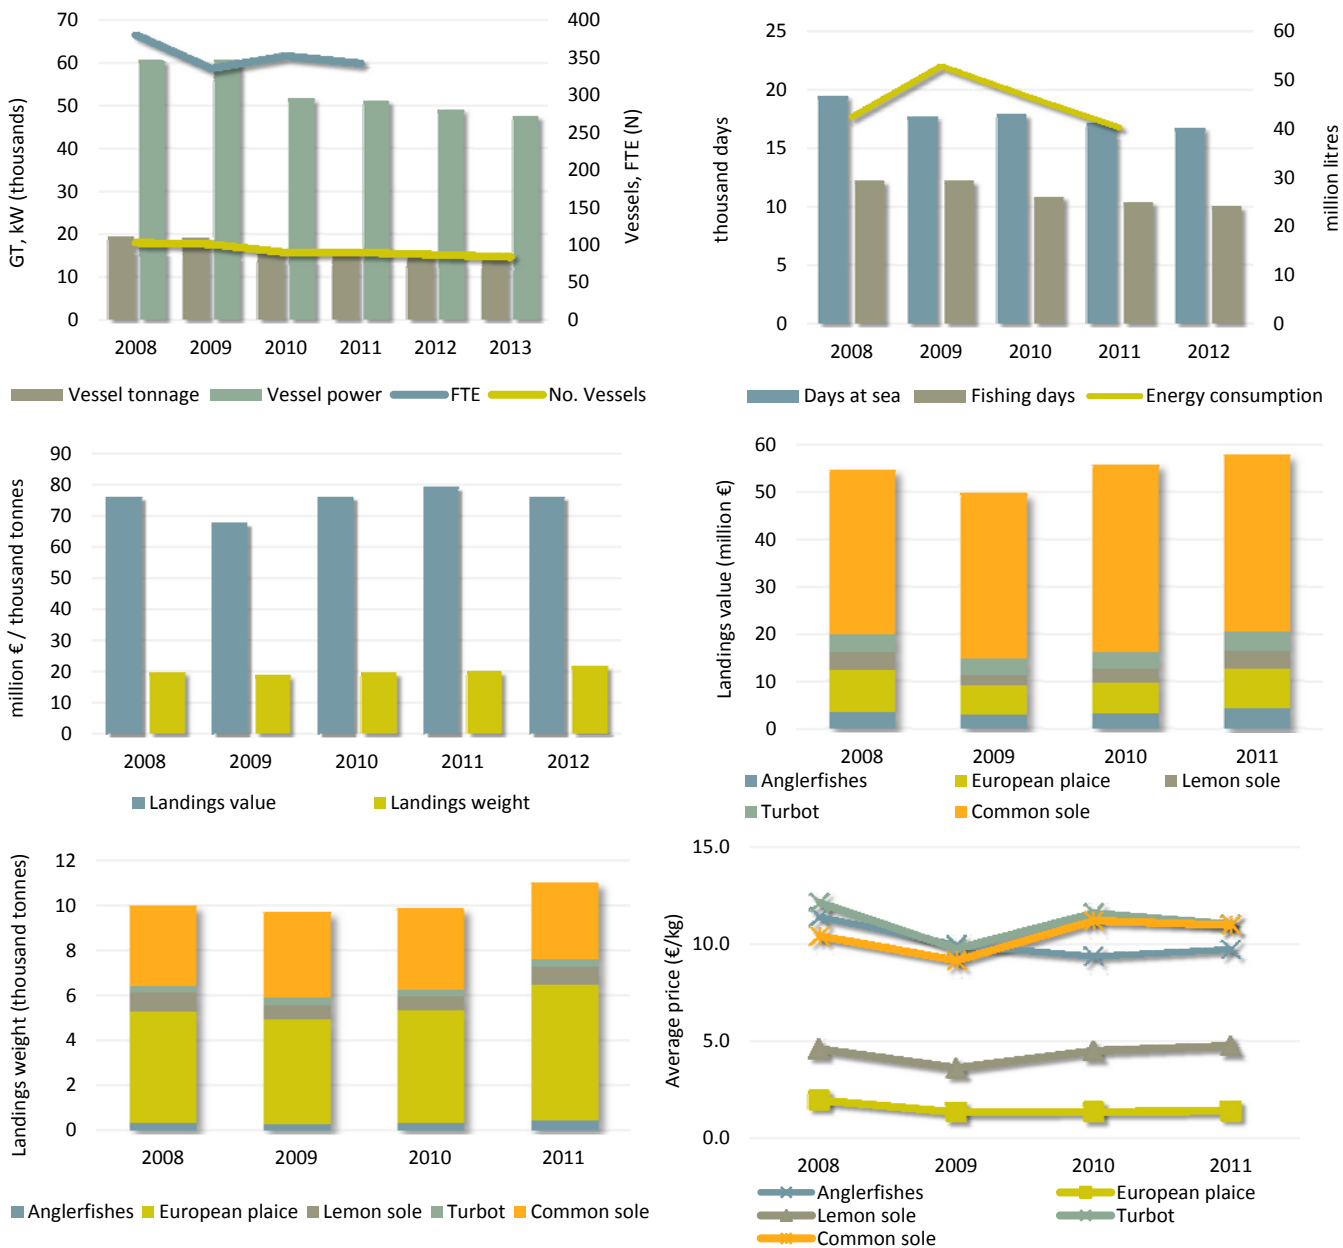 70
60
50
40
30
20
10
0
GT, kW (thousands)
400
350
300
250
200
150
100
50
0
Vessels, FTE (N)
2008 2009 2010 2011 2012 2013
Vessel tonnage Vessel power FTE No. Vessels
25
20
15
10
5
0
thousand days
60
50
40
30
20
10
0
million litres
2008 2009 2010 2011 2012
Days at sea Fishing days Energy consumption
90
80
70
60
50
40
30
20
10
0
million € / thousand tonnes
2008 2009 2010 2011 2012
Landings value Landings weight
60
50
40
30
20
10
0
Landings value (million €)
2008 2009 2010 2011
Anglerfishes European plaice Lemon sole
Turbot Common sole
12
10
8
6
4
2
0
Landings weight (thousand tonnes)
2008 2009 2010 2011
Anglerfishes European plaice Lemon sole Turbot Common sole
15.0
10.0
5.0
0.0
Average price (€/kg)
2008 2009 2010 2011
Anglerfishes European plaice
Lemon sole Turbot
Common sole